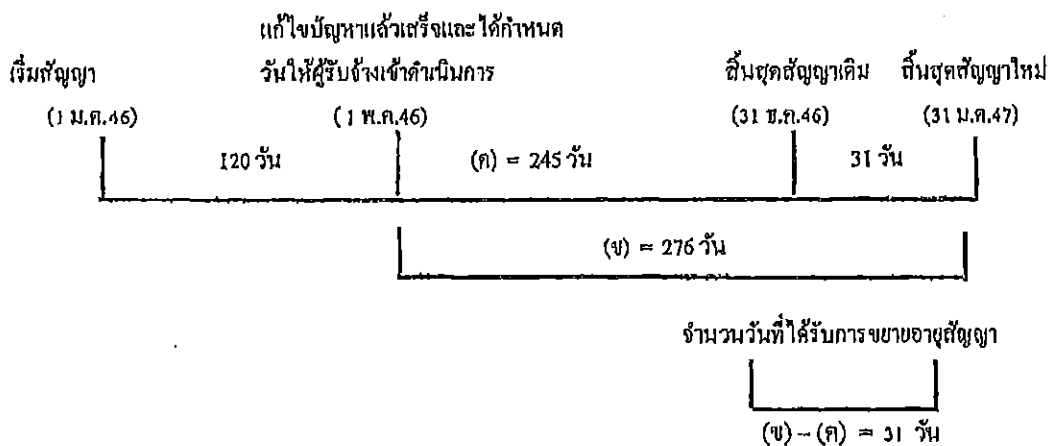 แก้ไขปัญหาแล้วเสร็จและได้กำหนด
เริ่มสัญญา วันให้ผู้รับจ้างเข้าดำเนินการ สิ้นสุดสัญญาเดิม สิ้นสุดสัญญาใหม่
(1 ม.ค.46) (1 พ.ค.46) (31 ธ.ค.46) (31 ม.ค.47)
120 วัน (ค) = 245 วัน 31 วัน
(ข) = 276 วัน
จำนวนวันที่ได้รับการขยายอายุสัญญา
(ข) – (ค) = 31 วัน